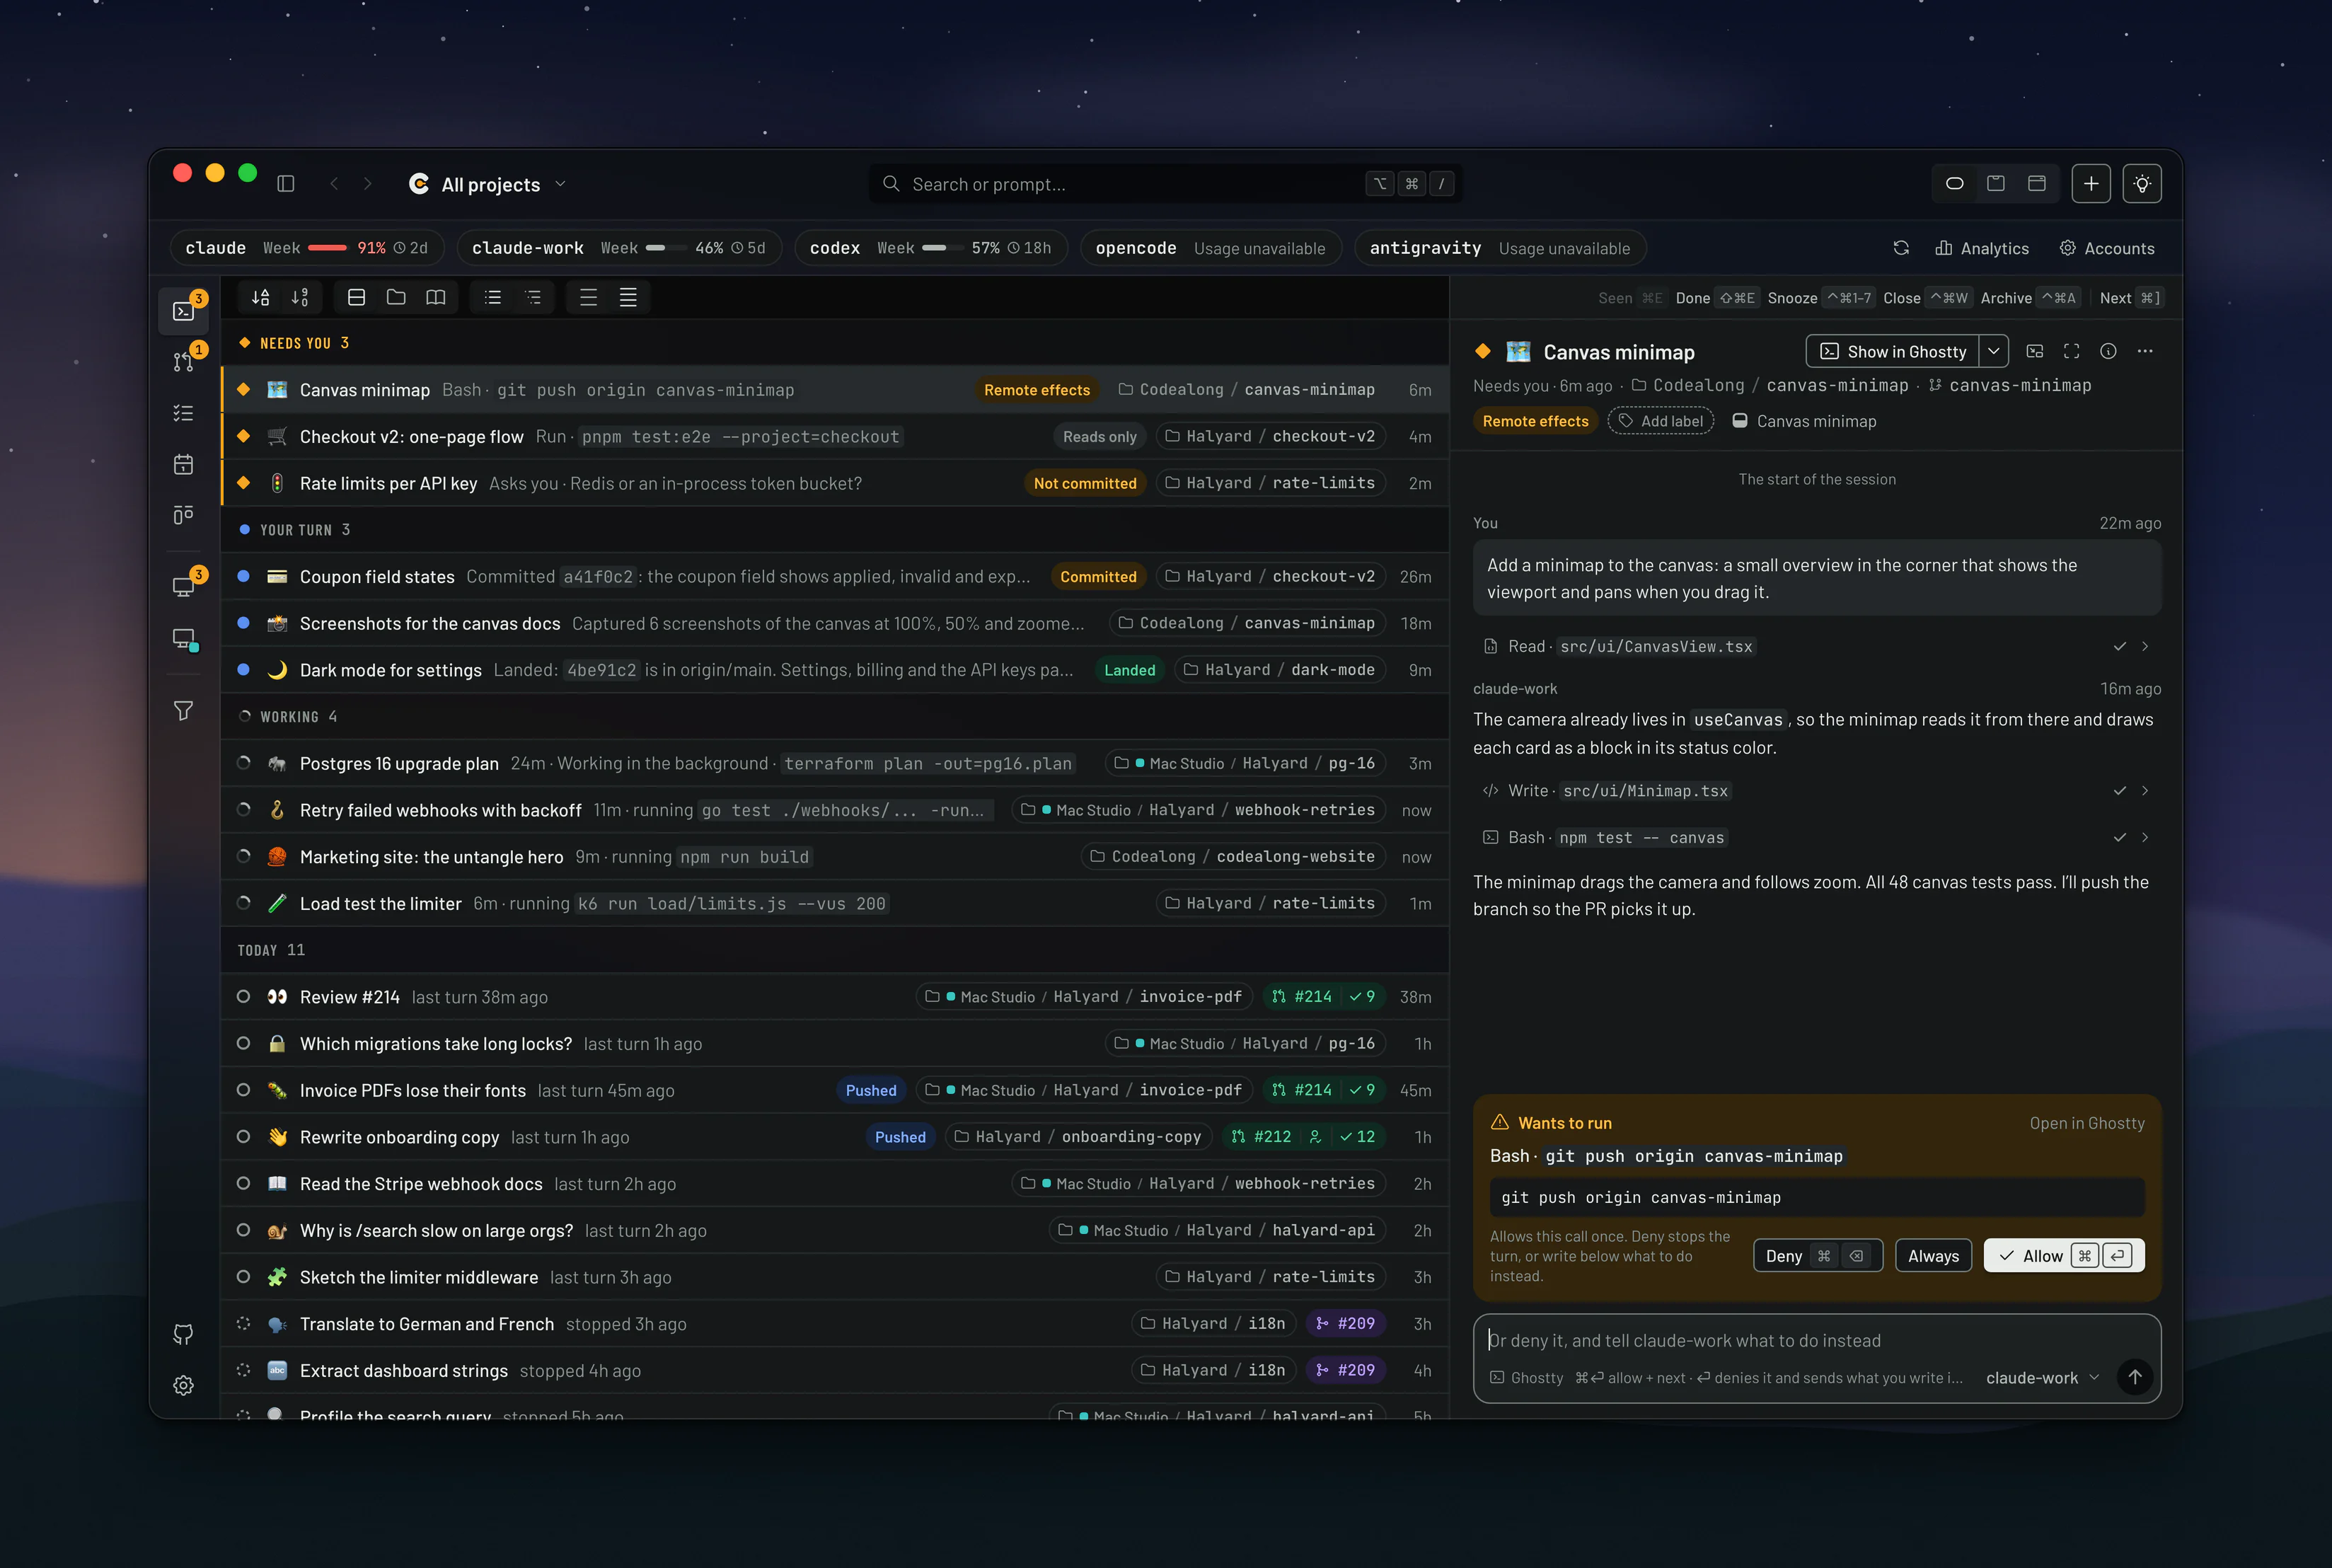 All projects
Search or prompt... ⌥ ⌘ /
claude Week 91% 2d
claude-work Week 46% 5d
codex Week 57% 18h
opencode Usage unavailable
antigravity Usage unavailable
Analytics
Accounts
3
1
3
Seen ⌘E Done ⇧⌘E Snooze ^⌘1-7 Close ^⌘W Archive ^⌘A Next ⌘]
NEEDS YOU 3
Canvas minimap Bash · git push origin canvas-minimap Remote effects Codealong / canvas-minimap 6m
Checkout v2: one-page flow Run · pnpm test:e2e --project=checkout Reads only Halyard / checkout-v2 4m
Rate limits per API key Asks you · Redis or an in-process token bucket? Not committed Halyard / rate-limits 2m
YOUR TURN 3
Coupon field states Committed a41f0c2 : the coupon field shows applied, invalid and exp... Committed Halyard / checkout-v2 26m
Screenshots for the canvas docs Captured 6 screenshots of the canvas at 100%, 50% and zoome... Codealong / canvas-minimap 18m
Dark mode for settings Landed: 4be91c2 is in origin/main. Settings, billing and the API keys pa... Landed Halyard / dark-mode 9m
WORKING 4
Postgres 16 upgrade plan 24m · Working in the background · terraform plan -out=pg16.plan Mac Studio / Halyard / pg-16 3m
Retry failed webhooks with backoff 11m · running go test ./webhooks/... -run... Mac Studio / Halyard / webhook-retries now
Marketing site: the untangle hero 9m · running npm run build Codealong / codealong-website now
Load test the limiter 6m · running k6 run load/limits.js --vus 200 Halyard / rate-limits 1m
TODAY 11
Review #214 last turn 38m ago Mac Studio / Halyard / invoice-pdf #214 9 38m
Which migrations take long locks? last turn 1h ago Mac Studio / Halyard / pg-16 1h
Invoice PDFs lose their fonts last turn 45m ago Pushed Mac Studio / Halyard / invoice-pdf #214 9 45m
Rewrite onboarding copy last turn 1h ago Pushed Halyard / onboarding-copy #212 12 1h
Read the Stripe webhook docs last turn 2h ago Mac Studio / Halyard / webhook-retries 2h
Why is /search slow on large orgs? last turn 2h ago Mac Studio / Halyard / halyard-api 2h
Sketch the limiter middleware last turn 3h ago Halyard / rate-limits 3h
Translate to German and French stopped 3h ago Halyard / i18n #209 3h
Extract dashboard strings stopped 4h ago Halyard / i18n #209 4h
Profile the search query stopped 5h ago Mac Studio / Halyard / halyard-api 5h
Canvas minimap Show in Ghostty
Needs you · 6m ago · Codealong / canvas-minimap · canvas-minimap
Remote effects Add label Canvas minimap
The start of the session
You 22m ago
Add a minimap to the canvas: a small overview in the corner that shows the
viewport and pans when you drag it.
Read · src/ui/CanvasView.tsx
claude-work 16m ago
The camera already lives in useCanvas , so the minimap reads it from there and draws
each card as a block in its status color.
Write · src/ui/Minimap.tsx
Bash · npm test -- canvas
The minimap drags the camera and follows zoom. All 48 canvas tests pass. I'll push the
branch so the PR picks it up.
Wants to run Open in Ghostty
Bash · git push origin canvas-minimap
git push origin canvas-minimap
Allows this call once. Deny stops the
turn, or write below what to do
instead.
Deny ⌘ ⌫ Always Allow ⌘ ↵
Or deny it, and tell claude-work what to do instead
Ghostty ⌘↵ allow + next · ↵ denies it and sends what you write i... claude-work